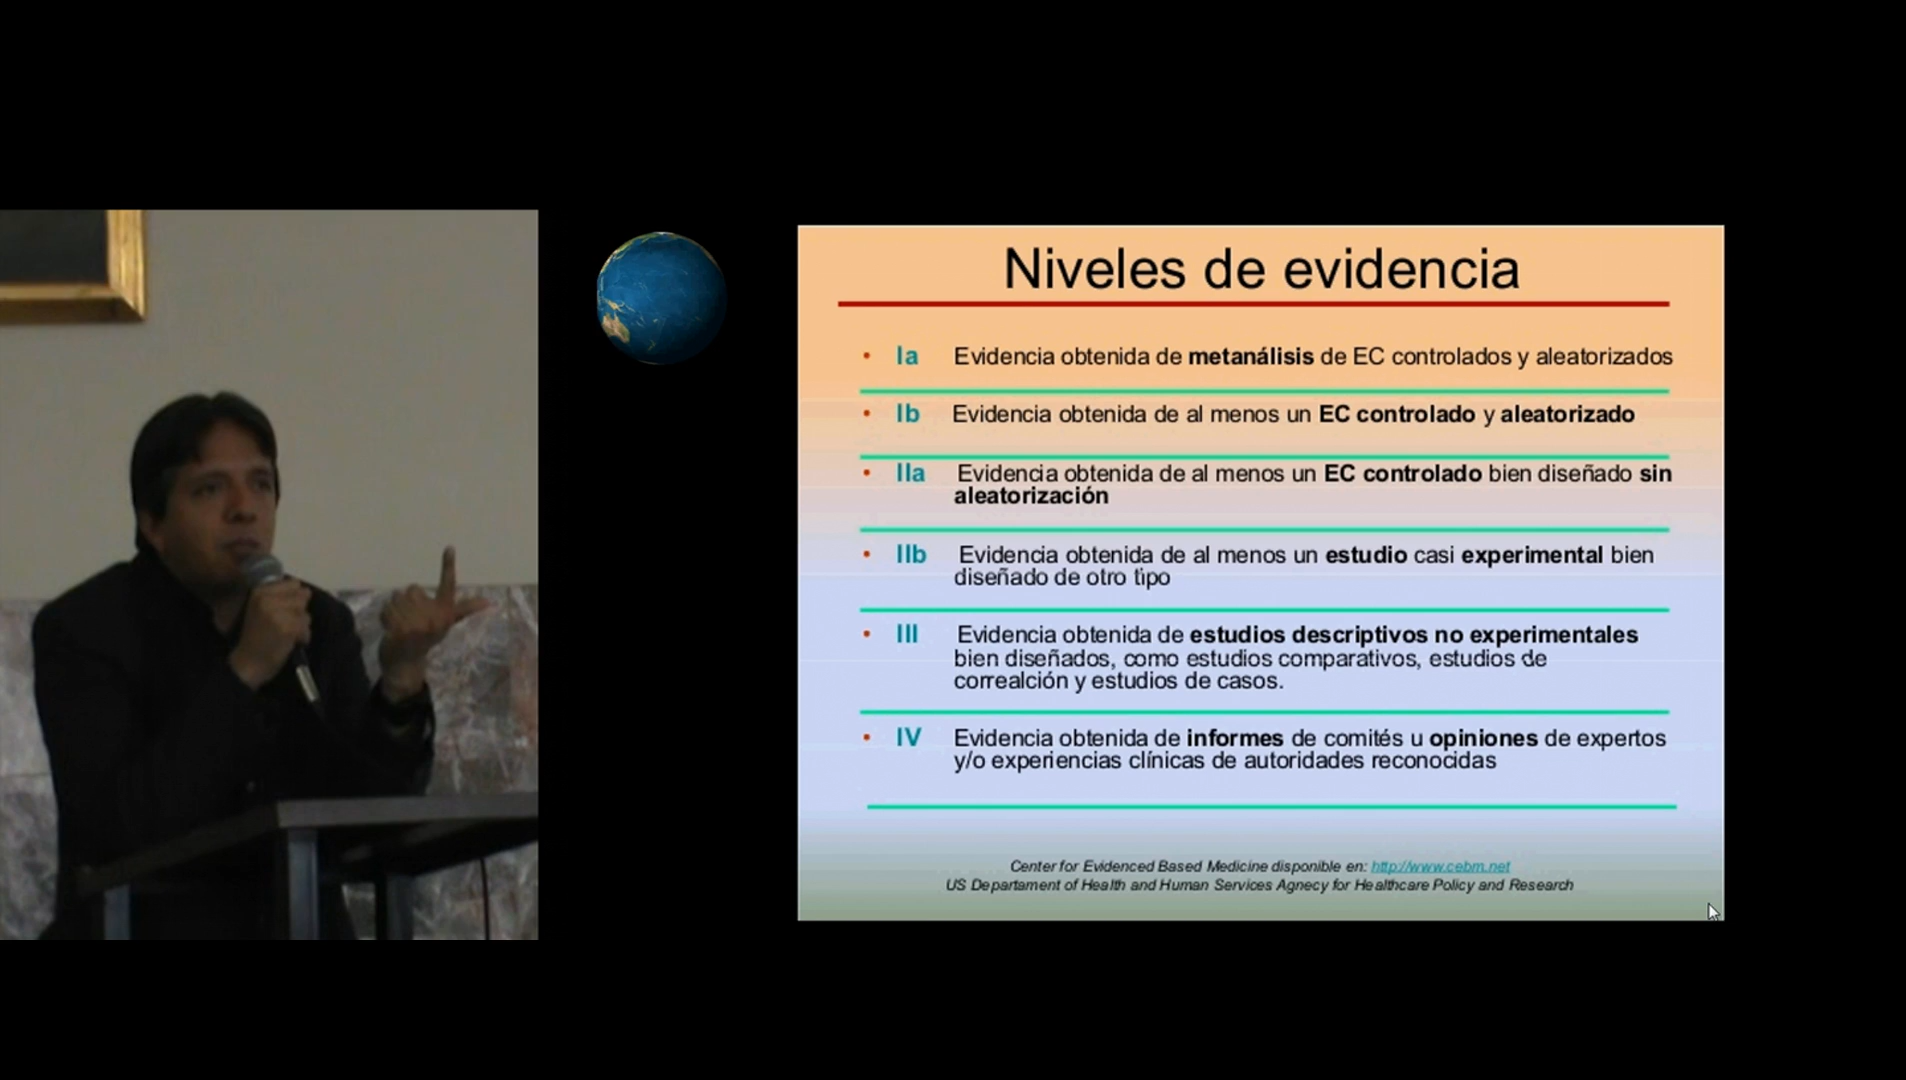 Niveles de evidencia
• Ia Evidencia obtenida de metanálisis de EC controlados y aleatorizados
• Ib Evidencia obtenida de al menos un EC controlado y aleatorizado
• IIa Evidencia obtenida de al menos un EC controlado bien diseñado sin
aleatorización
• IIb Evidencia obtenida de al menos un estudio casi experimental bien
diseñado de otro tipo
• III Evidencia obtenida de estudios descriptivos no experimentales
bien diseñados, como estudios comparativos, estudios de
correalción y estudios de casos.
• IV Evidencia obtenida de informes de comités u opiniones de expertos
y/o experiencias clínicas de autoridades reconocidas
Center for Evidenced Based Medicine disponible en: http://www.cebm.net
US Departament of Health and Human Services Agnecy for Healthcare Policy and Research